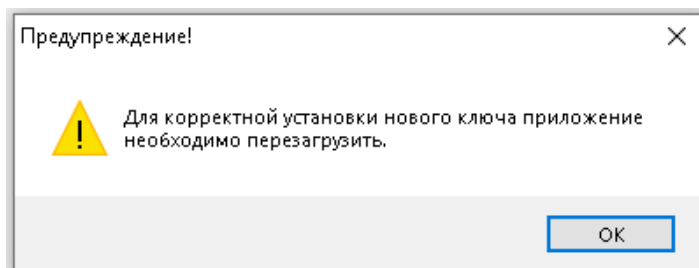 Предупреждение!
Для корректной установки нового ключа приложение
необходимо перезагрузить.
OK